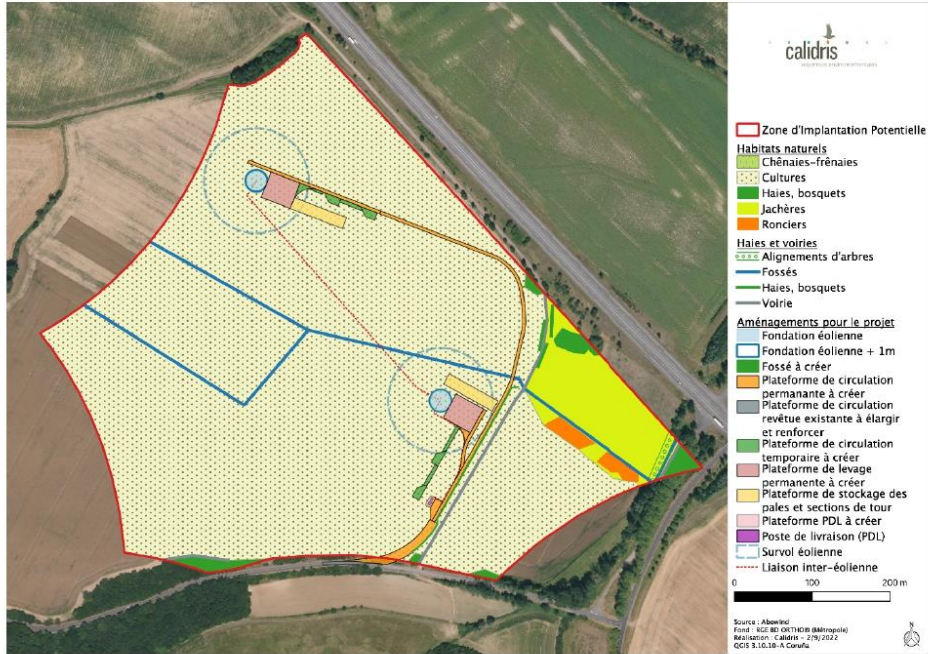 calidris
Zone d'Implantation Potentielle
Habitats naturels
Chênaies-frênaies
Cultures
Haies, bosquets
Jachères
Ronciers
Haies et voiries
Alignements d'arbres
Fossés
Haies, bosquets
Voirie
Aménagements pour le projet
Fondation éolienne
Fondation éolienne + 1m
Fossé à créer
Plateforme de circulation
permanante à créer
Plateforme de circulation
revêtue existante à élargir
et renforcer
Plateforme de circulation
temporaire à créer
Plateforme de levage
permanente à créer
Plateforme de stockage des
pales et sections de tour
Plateforme PDL à créer
Poste de livraison (PDL)
Survol éolienne
Liaison inter-éolienne
0 100 200 m
Source : Abowind
Fond : RGE BD ORTHO® (Métropole)
Réalisation : Calidris - 2/9/2022
QGIS 3.10.10-A Coruña
N